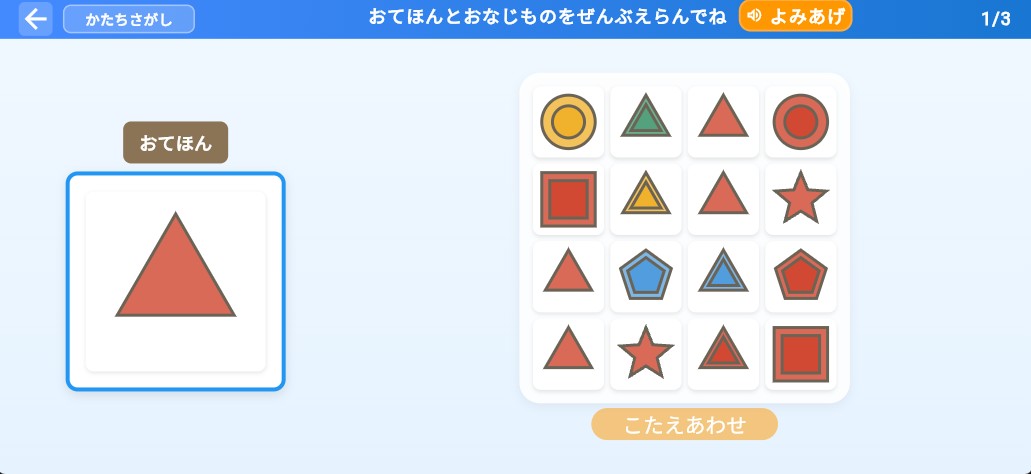 かたちさがし
おてほんとおなじものをぜんぶえらんでね
よみあげ
1/3
おてほん
こたえあわせ